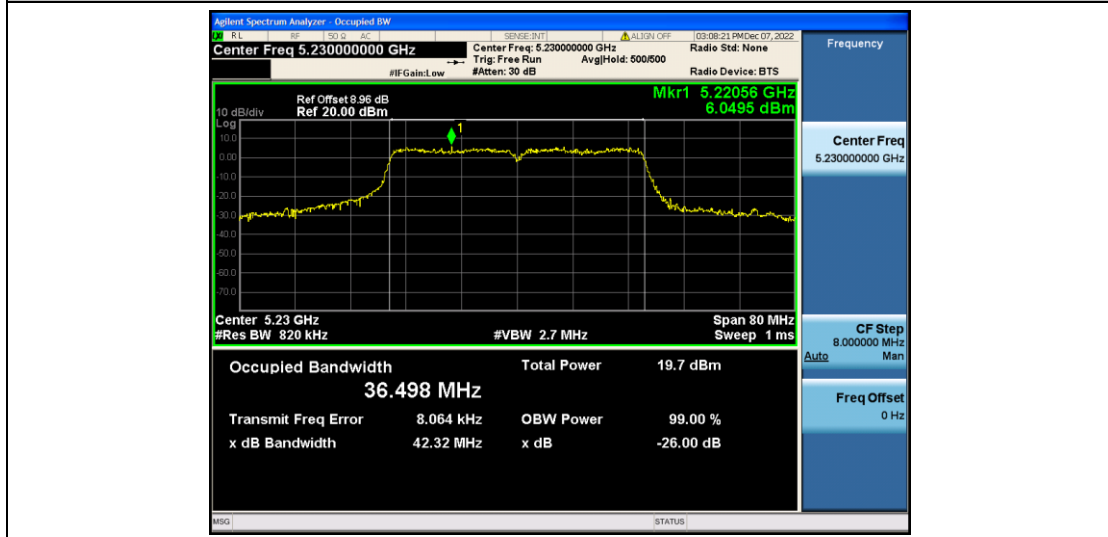 Agilent Spectrum Analyzer - Occupied BW
RL RF 50 Ω AC SENSE:INT ALIGN OFF 03:08:21 PM Dec 07, 2022
Center Freq 5.230000000 GHz
Center Freq: 5.230000000 GHz Radio Std: None
Trig: Free Run Avg|Hold: 500/500
#IFGain:Low #Atten: 30 dB Radio Device: BTS
Mkr1 5.22056 GHz
6.0495 dBm
Ref Offset 8.96 dB
10 dB/div Ref 20.00 dBm
Log
10.0
0.00
-10.0
-20.0
-30.0
-40.0
-50.0
-60.0
-70.0
1
Center 5.23 GHz Span 80 MHz
#Res BW 820 kHz #VBW 2.7 MHz Sweep 1 ms
Occupied Bandwidth Total Power 19.7 dBm
36.498 MHz
Transmit Freq Error 8.064 kHz OBW Power 99.00 %
x dB Bandwidth 42.32 MHz x dB -26.00 dB
MSG STATUS
Frequency
Center Freq
5.230000000 GHz
CF Step
8.000000 MHz
Auto Man
Freq Offset
0 Hz